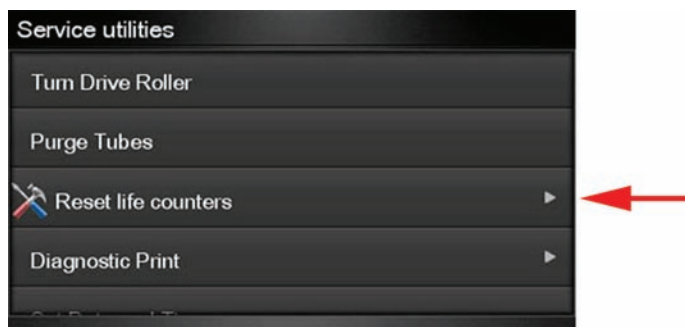 Service utilities
Turn Drive Roller
Purge Tubes
Reset life counters
Diagnostic Print